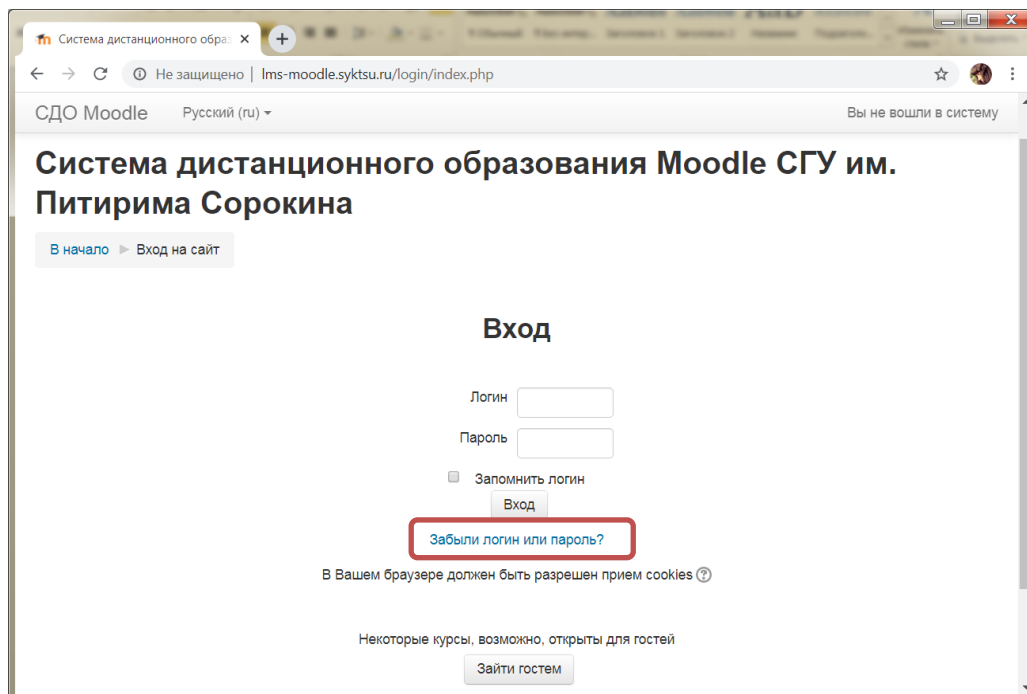 Система дистанционного образ
Не защищено | lms-moodle.syktsu.ru/login/index.php
СДО Moodle Русский (ru) Вы не вошли в систему
Система дистанционного образования Moodle СГУ им.
Питирима Сорокина
В начало Вход на сайт
Вход
Логин
Пароль
Запомнить логин
Вход
Забыли логин или пароль?
В Вашем браузере должен быть разрешен прием cookies
Некоторые курсы, возможно, открыты для гостей
Зайти гостем